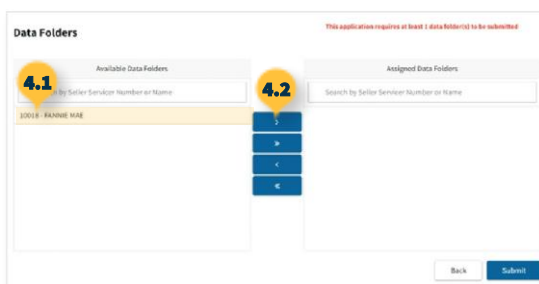 This application requires at least 1 data folder(s) to be submitted
Data Folders
Available Data Folders
Assigned Data Folders
4.1
by Seller Servicer Number or Name
4.2
Search by Seller Servicer Number or Name
10018 - FANNIE MAE
>
»
<
«
Back
Submit